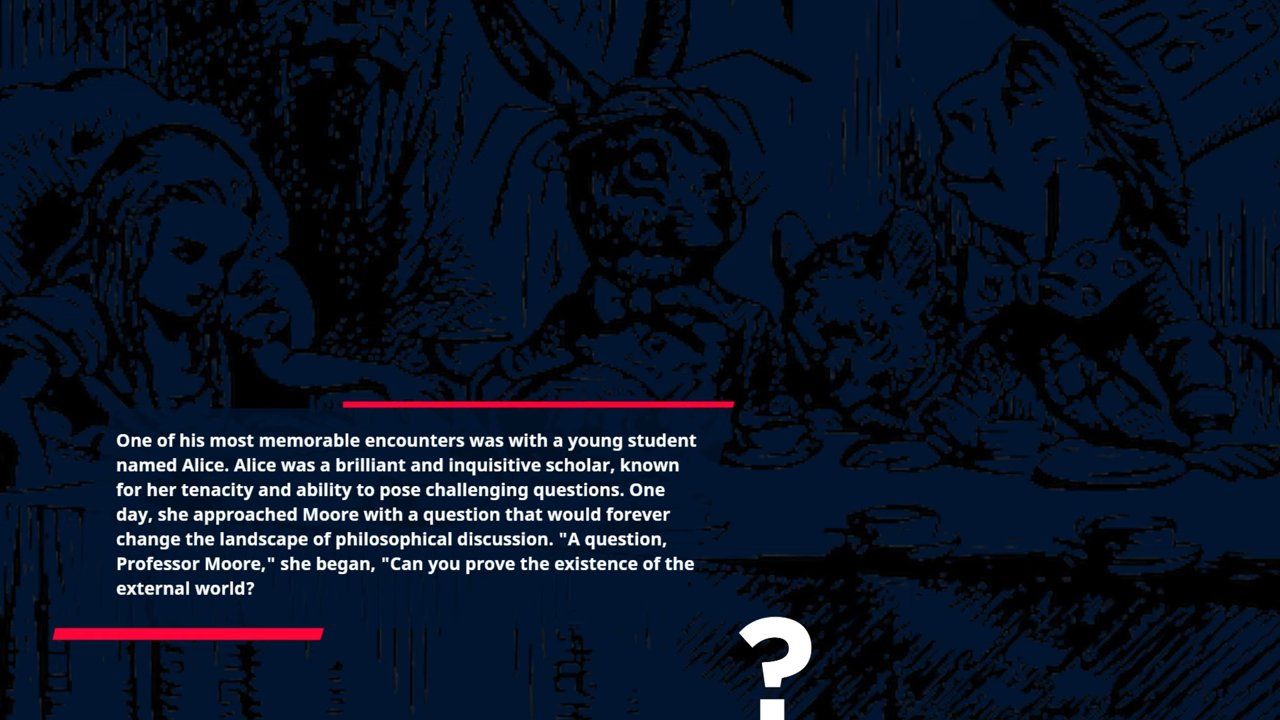 One of his most memorable encounters was with a young student
named Alice. Alice was a brilliant and inquisitive scholar, known
for her tenacity and ability to pose challenging questions. One
day, she approached Moore with a question that would forever
change the landscape of philosophical discussion. "A question,
Professor Moore," she began, "Can you prove the existence of the
external world?
?